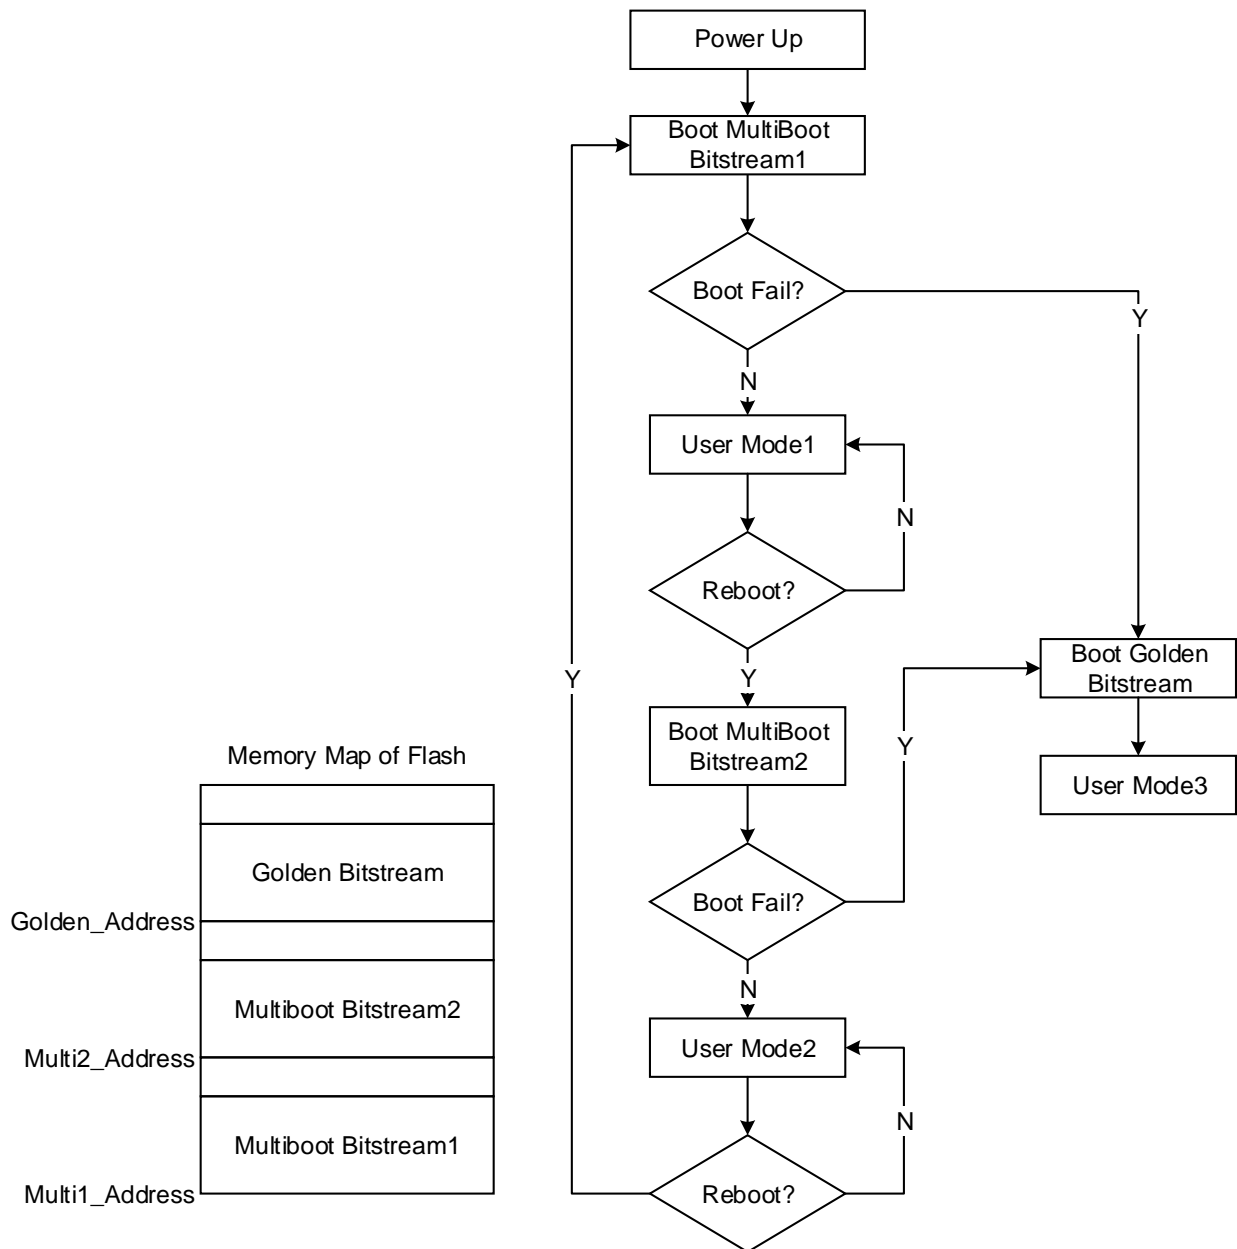 Power Up
Boot MultiBoot
Bitstream1
Boot Fail?
Y
N
User Mode1
N
Reboot?
Y
Y
Boot MultiBoot
Bitstream2
Y
Boot Golden
Bitstream
User Mode3
Boot Fail?
N
User Mode2
N
Reboot?
Memory Map of Flash
Golden Bitstream
Golden_Address
Multiboot Bitstream2
Multi2_Address
Multiboot Bitstream1
Multi1_Address